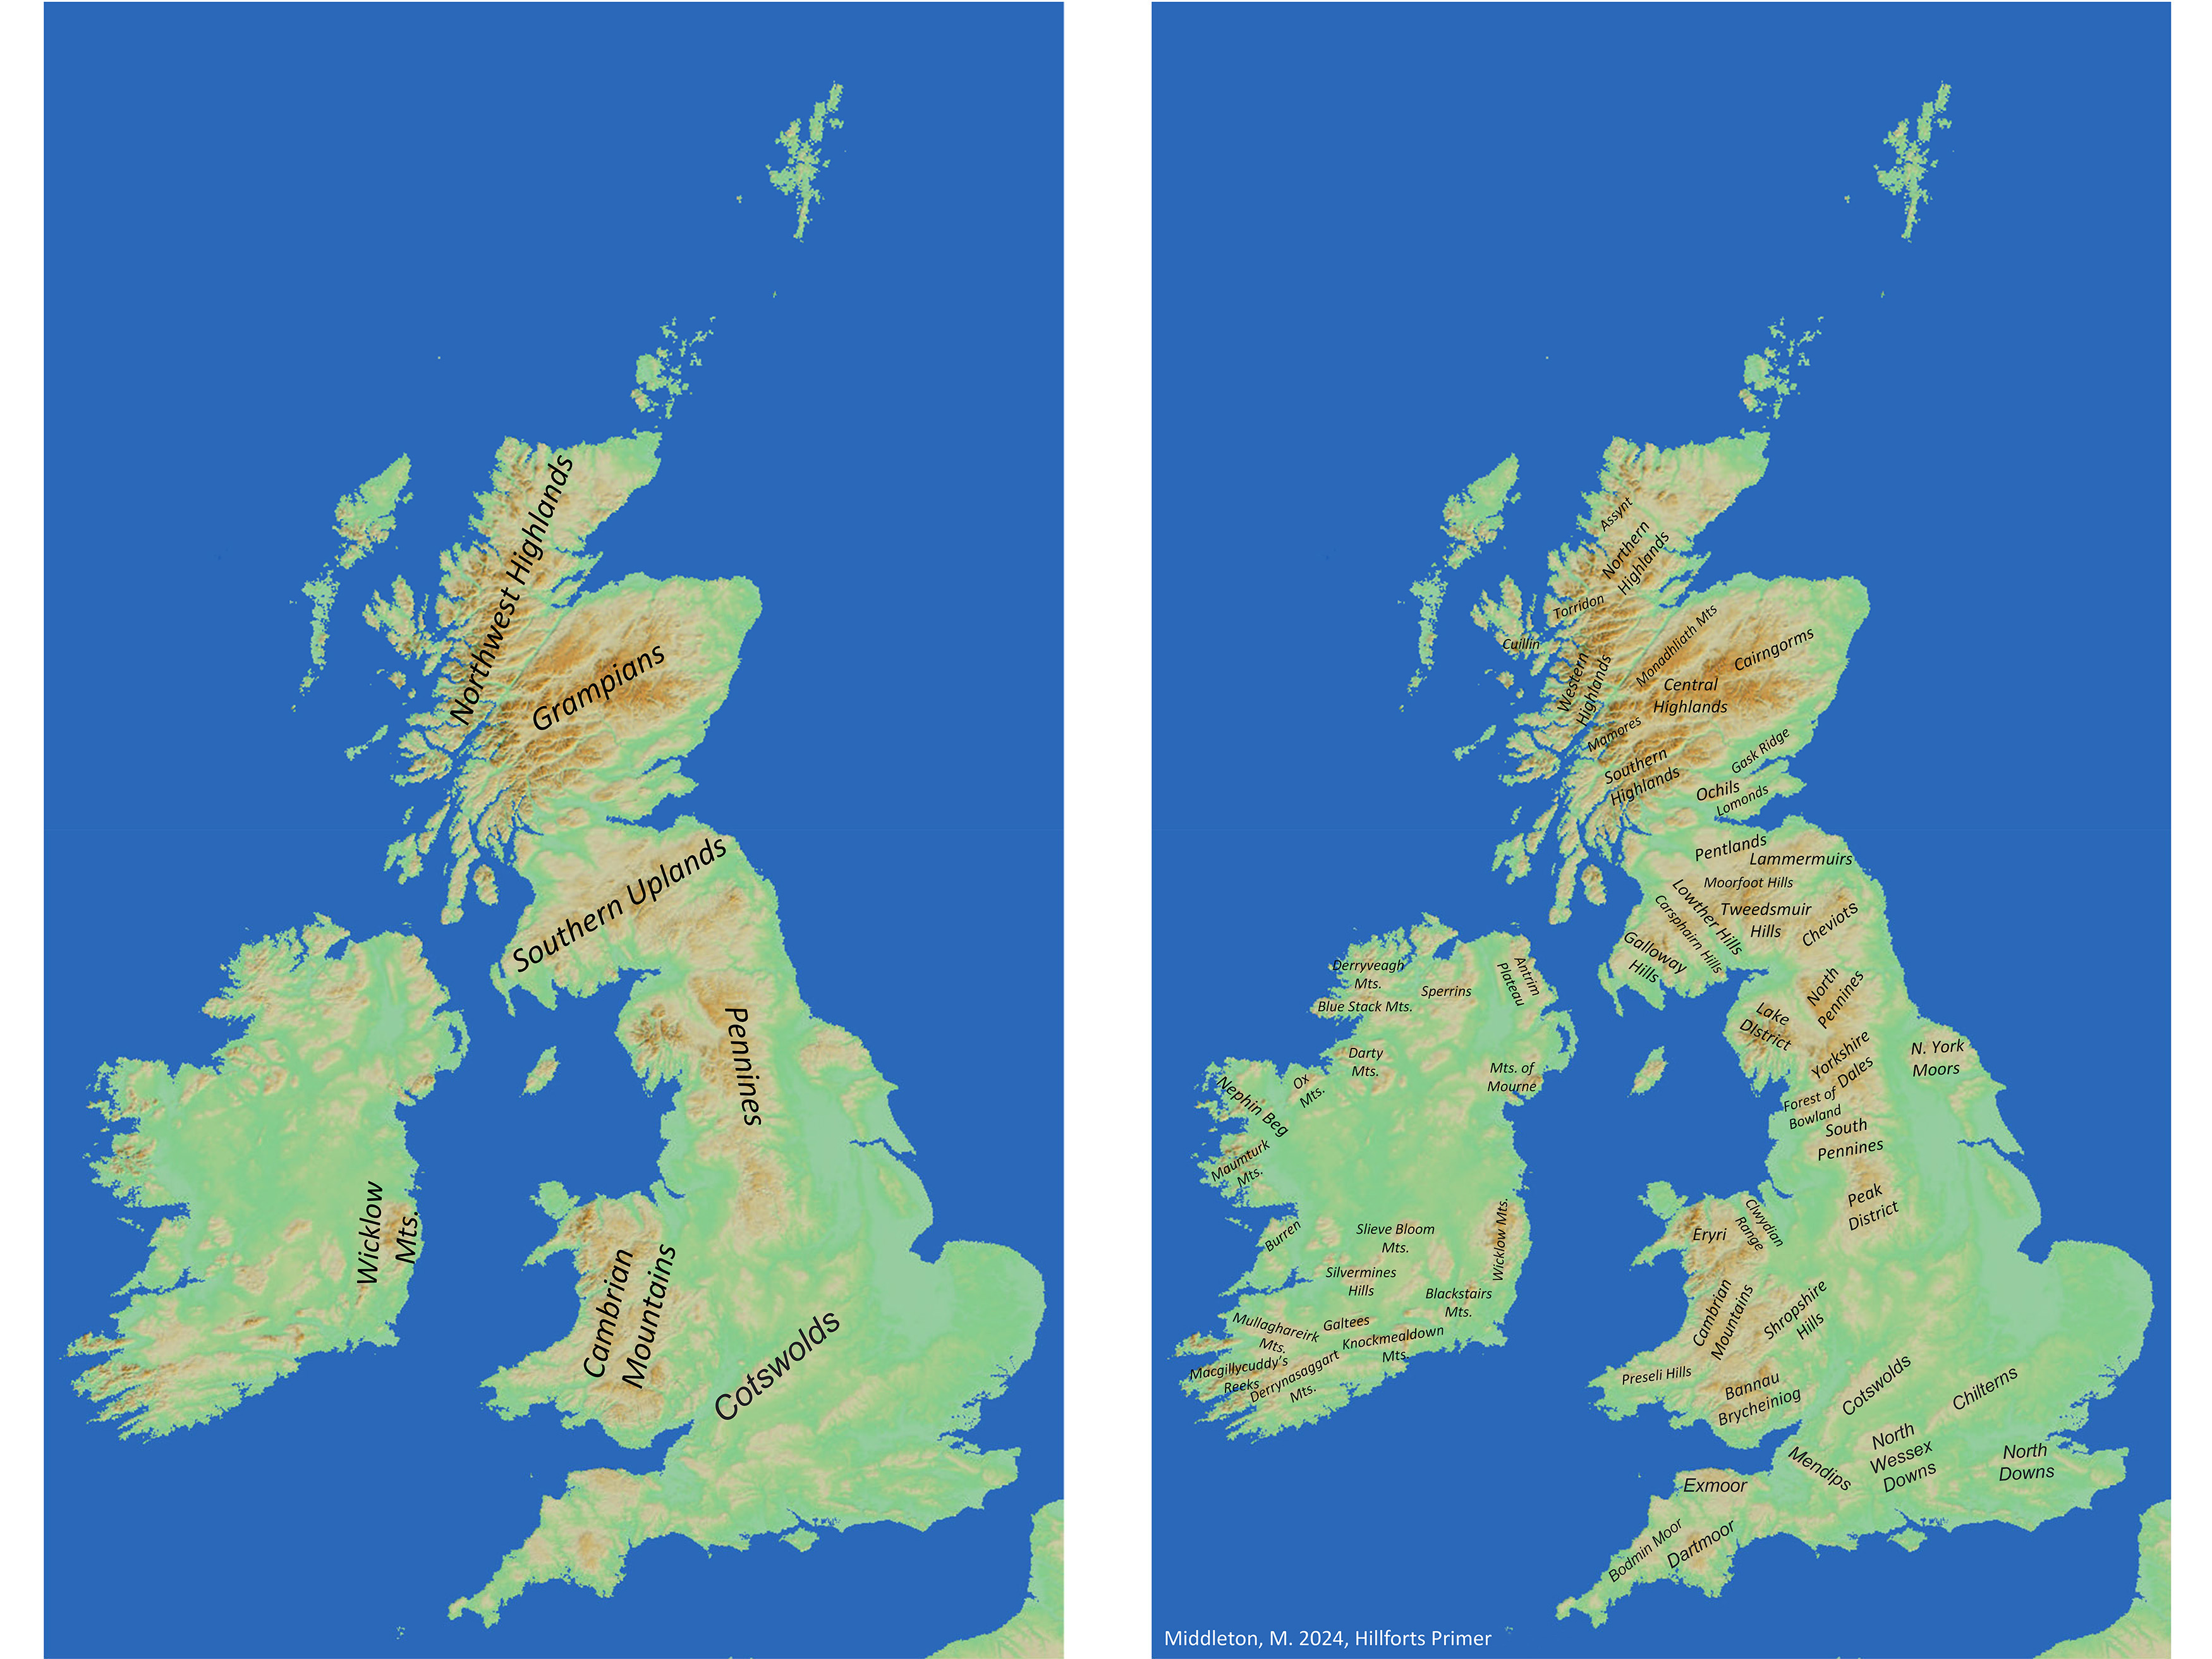 Northwest Highlands
Grampians
Southern Uplands
Pennines
Wicklow
Mts.
Cambrian
Mountains
Cotswolds
Assynt
Northern
Highlands
Torridon
Cuillin
Monadhliath Mts
Cairngorms
Western
Highlands
Central
Highlands
Mamores
Gask Ridge
Southern
Highlands
Ochils
Lomonds
Pentlands
Lammermuirs
Moorfoot Hills
Lowther Hills
Tweedsmuir
Hills
Carsphairn Hills
Cheviots
Galloway
Hills
Derryveagh
Mts.
Blue Stack Mts.
Sperrins
Antrim
Plateau
North
Pennines
Lake
DIstrict
Darty
Mts.
Ox
Mts.
Mts. of
Mourne
Yorkshire
Dales
N. York
Moors
Nephin Beg
Forest of
Bowland
South
Pennines
Maumturk
Mts.
Peak
District
Burren
Slieve Bloom
Mts.
Wicklow Mts.
Eryri
Clwydian
Range
Silvermines
Hills
Blackstairs
Mts.
Cambrian
Mountains
Shropshire
Hills
Mullaghareirk
Mts.
Galtees
Knockmealdown
Mts.
Macgillycuddy's
Reeks
Derrynasaggart
Mts.
Preseli Hills
Bannau
Brycheiniog
Cotswolds
Chilterns
Mendips
North
Wessex
Downs
North
Downs
Exmoor
Bodmin Moor
Dartmoor
Middleton, M. 2024, Hillforts Primer